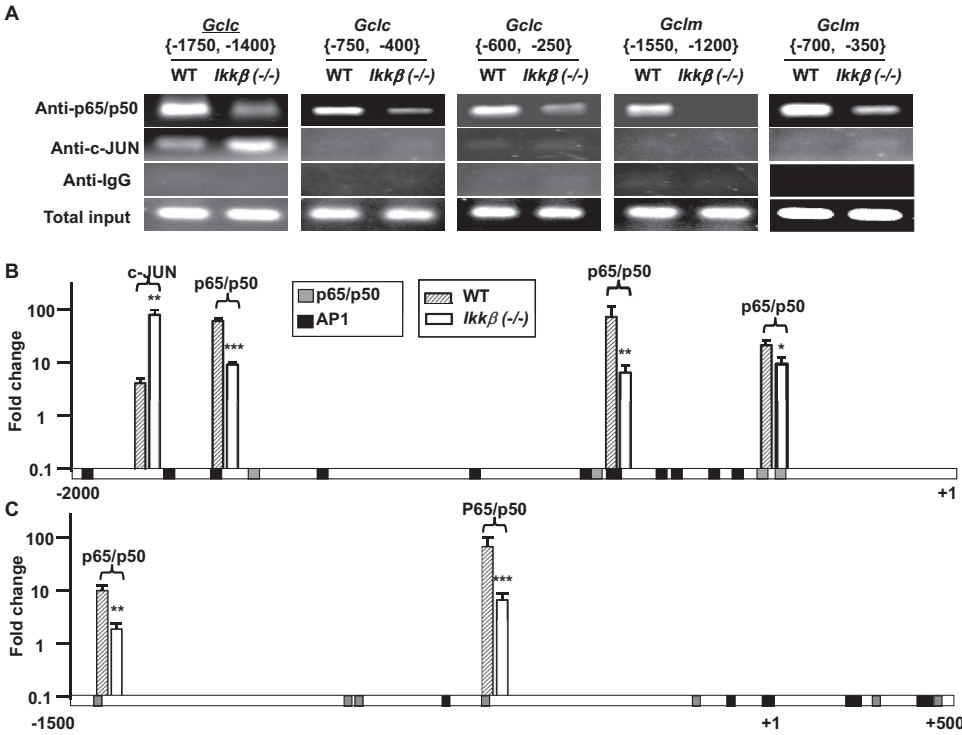 A
Gclc Gclc Gclc Gclm Gclm
{-1750, -1400} {-750, -400} {-600, -250} {-1550, -1200} {-700, -350}
WT Ikkβ (-/-) WT Ikkβ (-/-) WT Ikkβ (-/-) WT Ikkβ (-/-) WT Ikkβ (-/-)
Anti-p65/p50
Anti-c-JUN
Anti-IgG
Total input
B
c-JUN
p65/p50
p65/p50
p65/p50
p65/p50
AP1
WT
Ikkβ (-/-)
**
***
**
*
Fold change
100
10
1
0.1
-2000 +1
C
p65/p50
P65/p50
**
***
Fold change
100
10
1
0.1
-1500 +1 +500